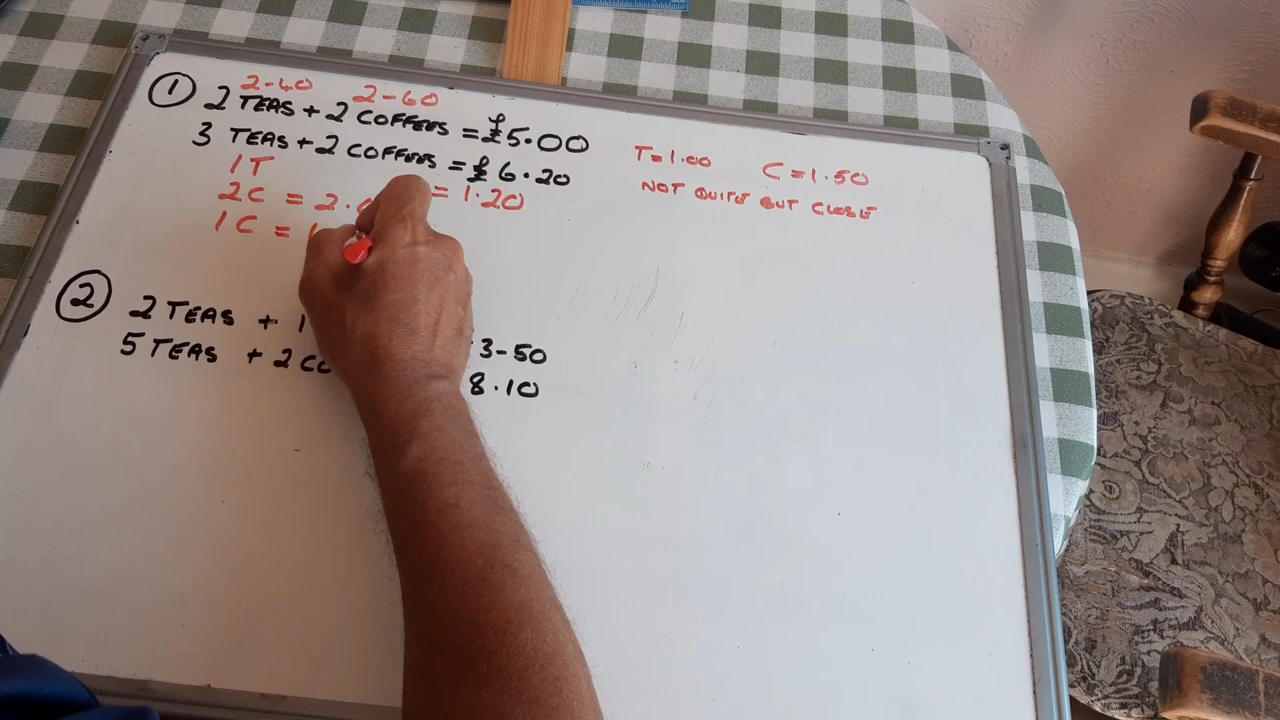 2-40 2-60
① 2 TEAS + 2 COFFEES = £5.00
3 TEAS + 2 COFFEES = £6.20
1T = 1.20
2C = 2.
1C =
T=1.00 C=1.50
NOT QUITE BUT CLOSE
② 2 TEAS + 1 3-50
5 TEAS + 2 8.10